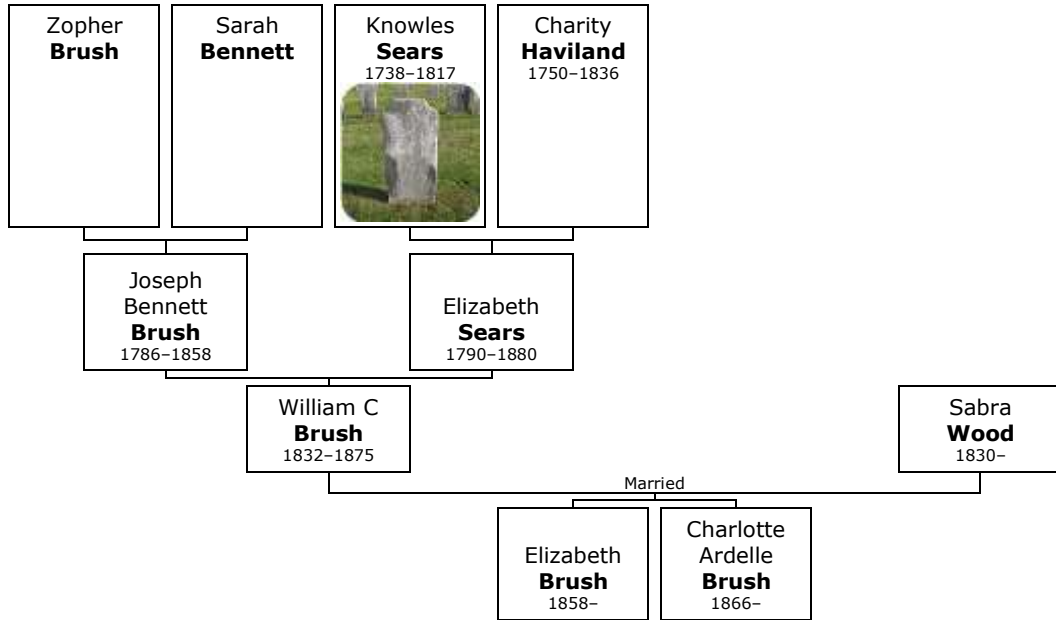 Zopher
Brush
Sarah
Bennett
Knowles
Sears
1738–1817
Charity
Haviland
1750–1836
Joseph
Bennett
Brush
1786–1858
Elizabeth
Sears
1790–1880
William C
Brush
1832–1875
Sabra
Wood
1830–
Married
Elizabeth
Brush
1858–
Charlotte
Ardelle
Brush
1866–